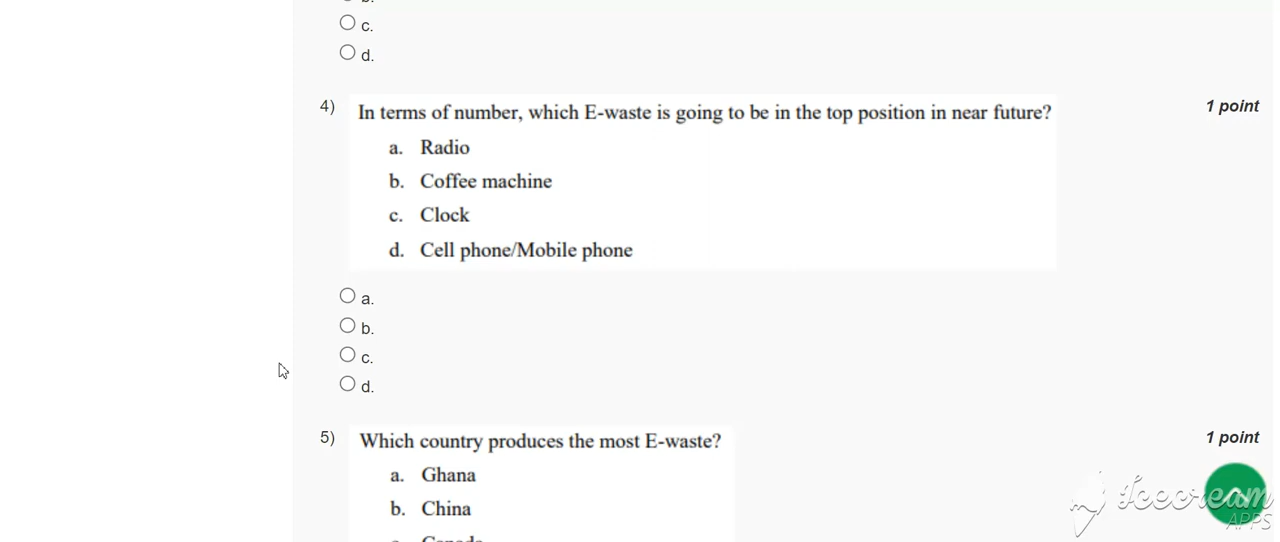 c.
d.
4) In terms of number, which E-waste is going to be in the top position in near future? 1 point
a. Radio
b. Coffee machine
c. Clock
d. Cell phone/Mobile phone
a.
b.
c.
d.
5) Which country produces the most E-waste? 1 point
a. Ghana
b. China
Icecream
APPS